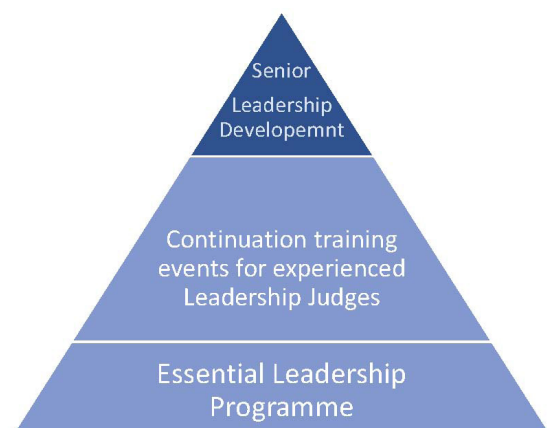 Senior
Leadership
Developemnt
Continuation training
events for experienced
Leadership Judges
Essential Leadership
Programme